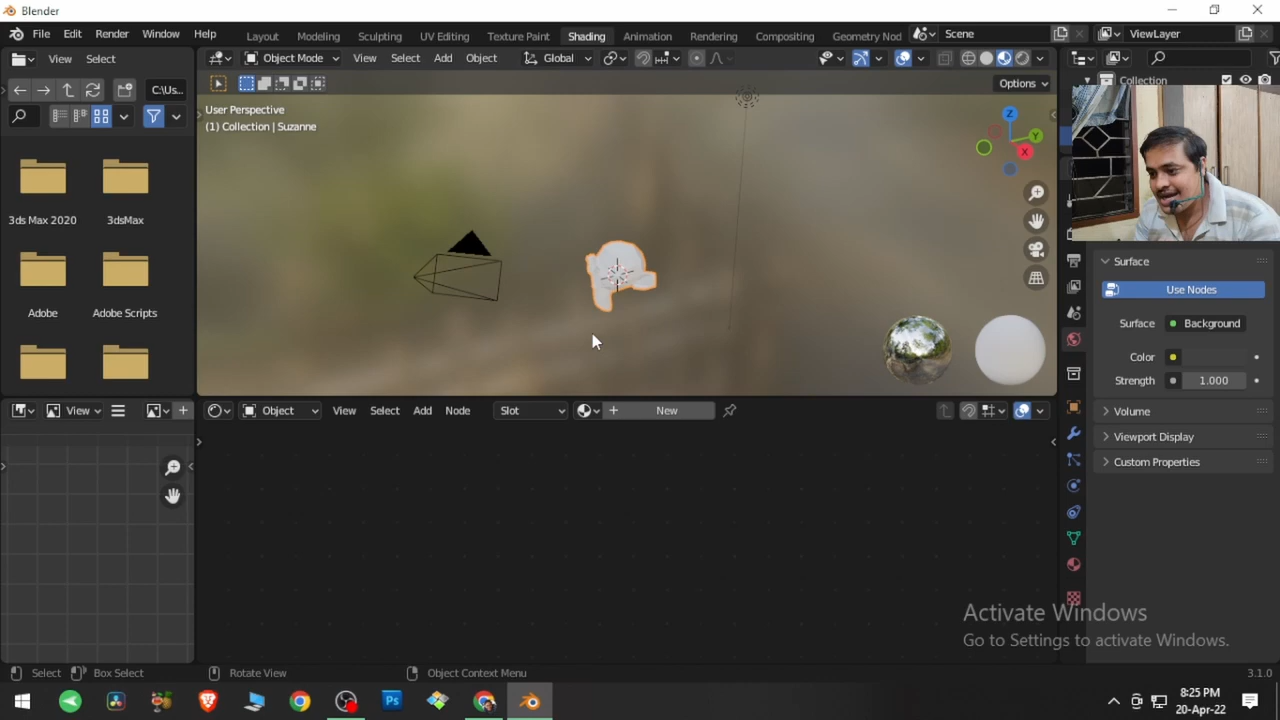 Blender
File Edit Render Window Help
Layout Modeling Sculpting UV Editing Texture Paint Shading Animation Rendering Compositing Geometry Nod
Scene
ViewLayer
View Select
Object Mode View Select Add Object Global
Collection
C:\Us...
Options
User Perspective
(1) Collection | Suzanne
Z
Y
X
3ds Max 2020 3dsMax
Adobe Adobe Scripts
Surface
Use Nodes
Surface Background
Color
Strength 1.000
Volume
Viewport Display
Custom Properties
View
Object View Select Add Node Slot New
Activate Windows
Go to Settings to activate Windows.
Select Box Select Rotate View Object Context Menu 3.1.0
Ps
8:25 PM
20-Apr-22